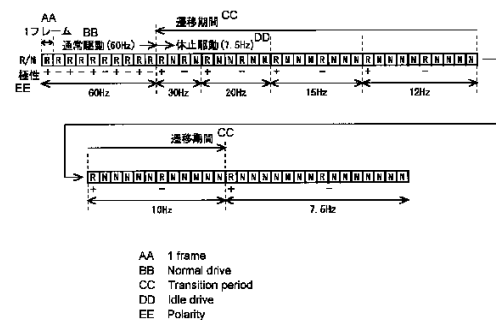 AA
1フレーム BB
通常駆動(60Hz)
遷移期間 CC
休止駆動(7.5Hz) DD
R/N R R R R R R R R R R R N R N R N N R N N R N N N R N N N R N N N N R N N N N
極性 + - + - + - + - + - + - + - + - + -
EE 60Hz 30Hz 20Hz 15Hz 12Hz
遷移期間 CC
R N N N N N R N N N N N R N N N N N N N R N N N N N N N
+ - + -
10Hz 7.5Hz
AA 1 frame
BB Normal drive
CC Transition period
DD Idle drive
EE Polarity